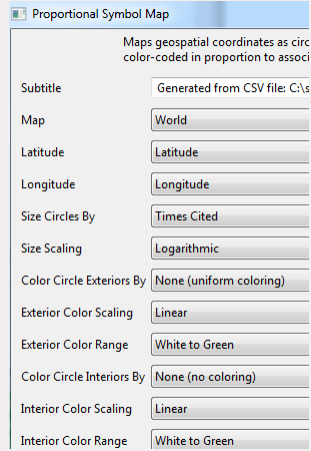 Proportional Symbol Map
Maps geospatial coordinates as
color-coded in proportion to
Subtitle Generated from CSV file:
Map World
Latitude Latitude
Longitude Longitude
Size Circles By Times Cited
Size Scaling Logarithmic
Color Circle Exteriors By None (uniform coloring)
Exterior Color Scaling Linear
Exterior Color Range White to Green
Color Circle Interiors By None (no coloring)
Interior Color Scaling Linear
Interior Color Range White to Green